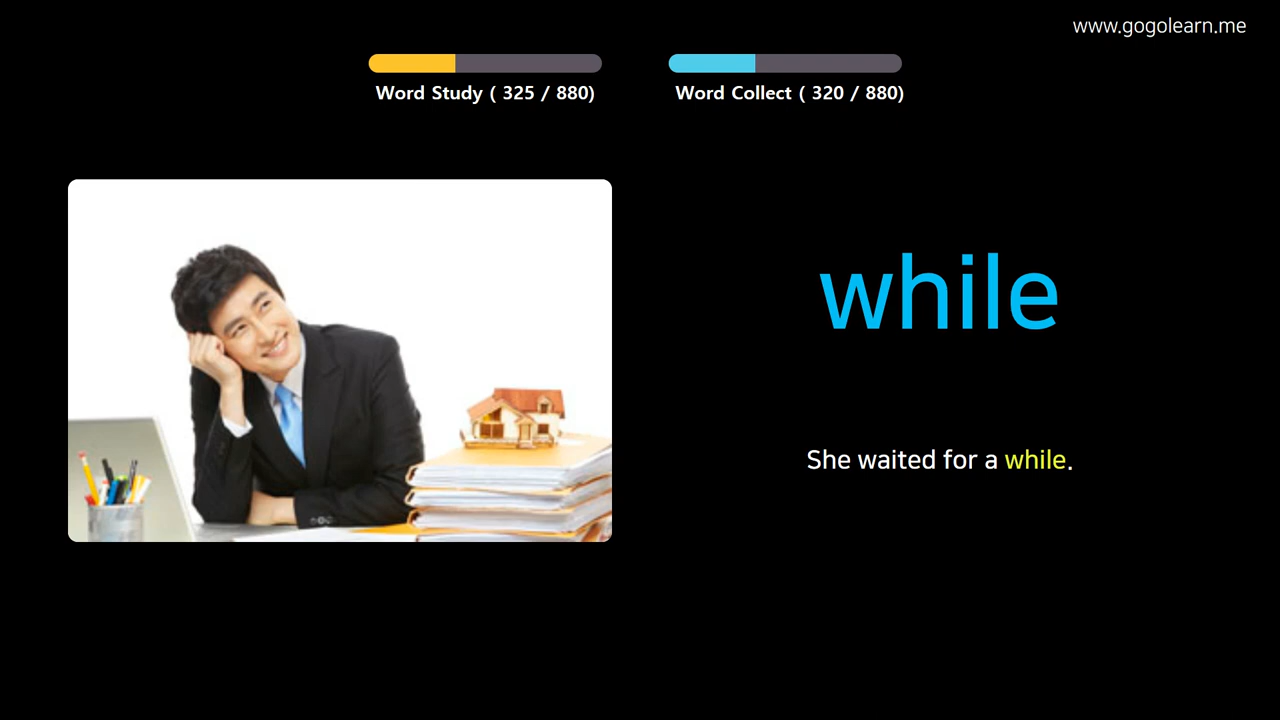 www.gogolearn.me
Word Study ( 325 / 880)
Word Collect ( 320 / 880)
while
She waited for a while.